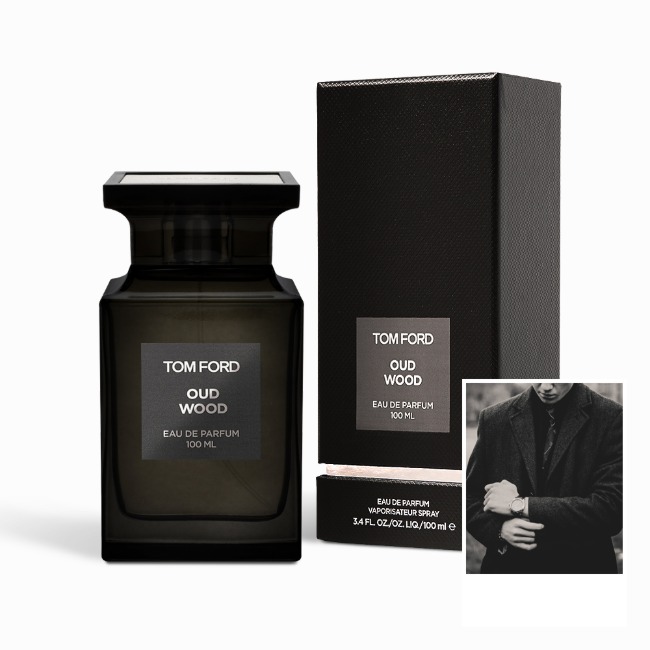 TOM FORD
OUD
WOOD
EAU DE PARFUM
100 ML
TOM FORD
OUD
WOOD
EAU DE PARFUM
100 ML
EAU DE PARFUM
VAPORISATEUR SPRAY
3.4 FL. OZ./OZ. LIQ./100 ml ℮